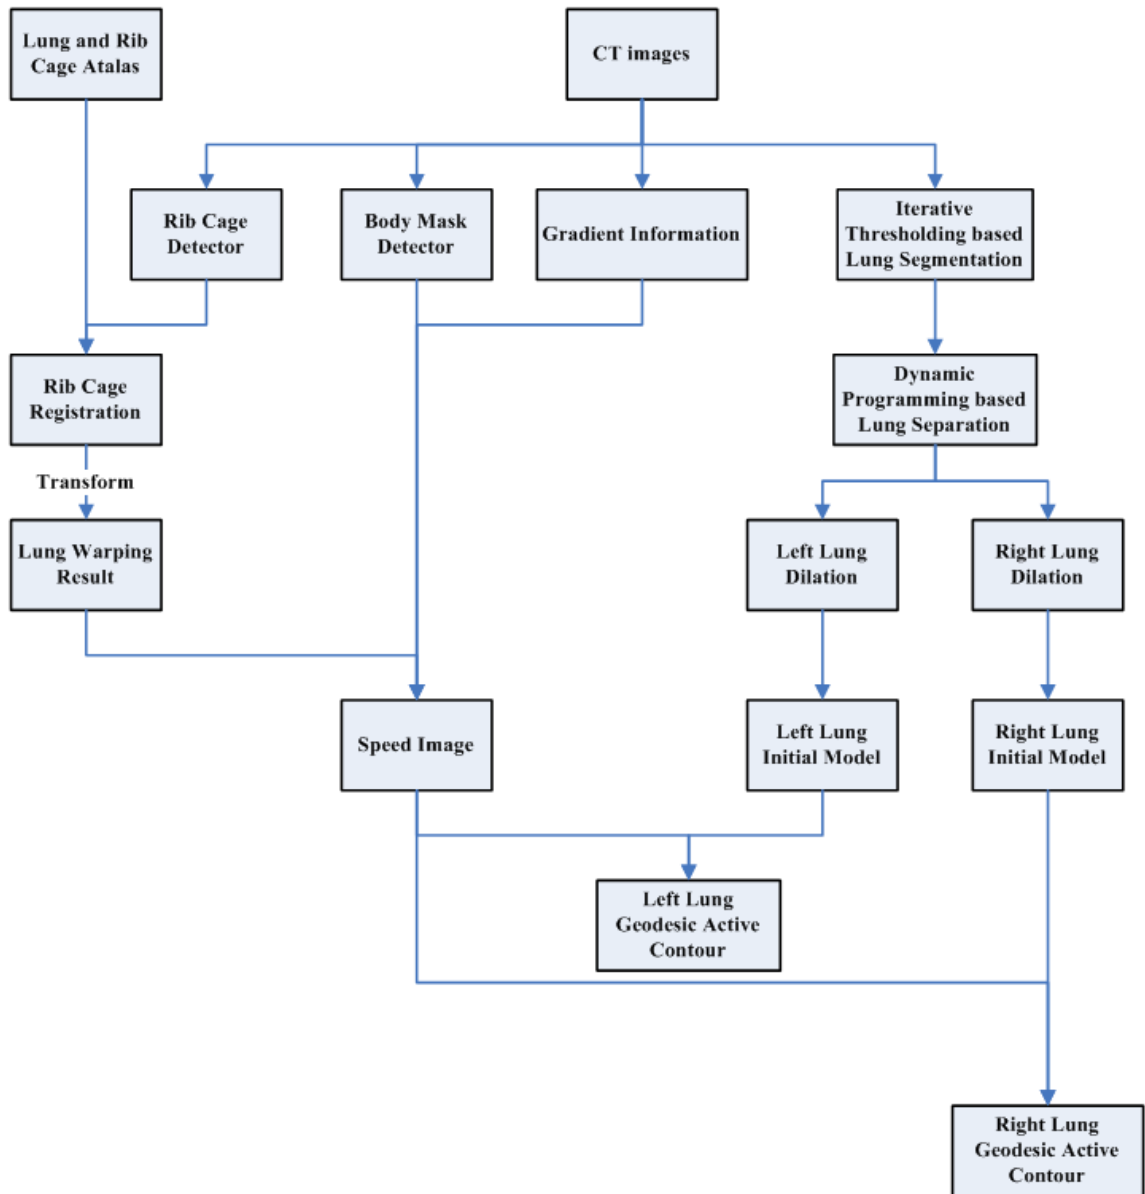 Lung and Rib
Cage Atalas
CT images
Rib Cage
Detector
Body Mask
Detector
Gradient Information
Iterative
Thresholding based
Lung Segmentation
Rib Cage
Registration
Dynamic
Programming based
Lung Separation
Transform
Lung Warping
Result
Left Lung
Dilation
Right Lung
Dilation
Speed Image
Left Lung
Initial Model
Right Lung
Initial Model
Left Lung
Geodesic Active
Contour
Right Lung
Geodesic Active
Contour